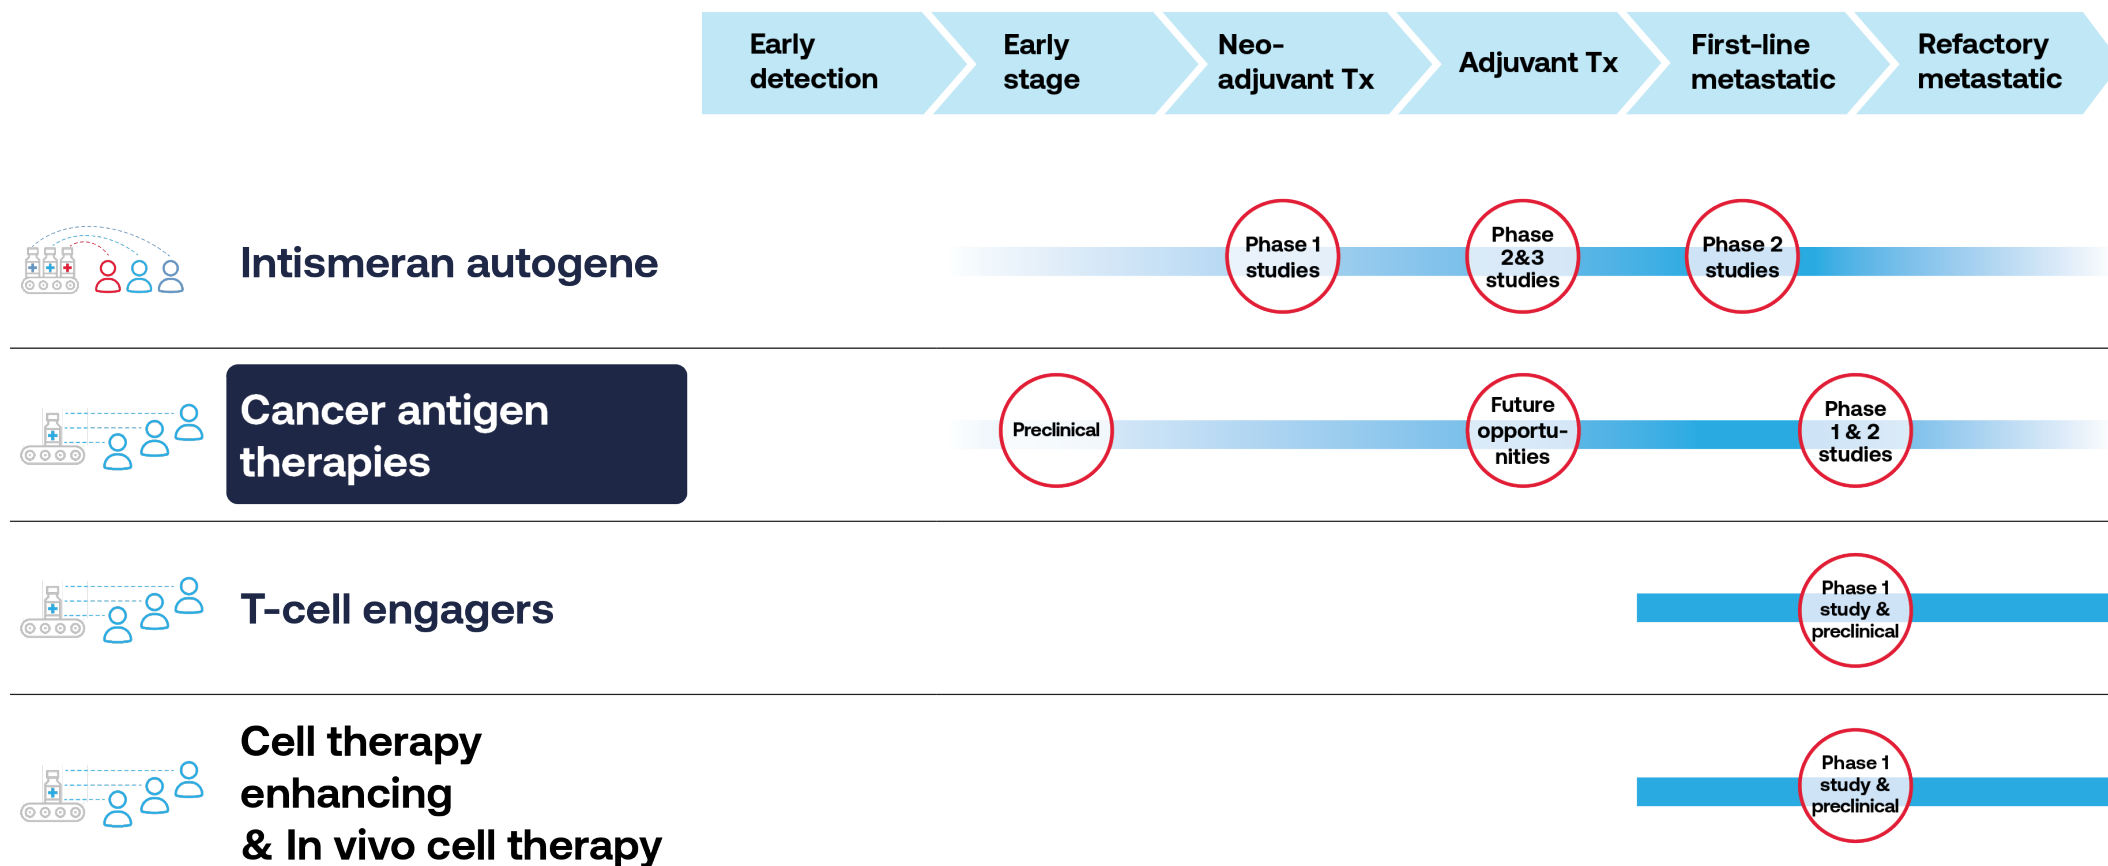 Early
detection
Early
stage
Neo-
adjuvant Tx
Adjuvant Tx
First-line
metastatic
Refactory
metastatic
Intismeran autogene
Phase 1
studies
Phase
2&3
studies
Phase 2
studies
Cancer antigen
therapies
Preclinical
Future
opportu-
nities
Phase
1 & 2
studies
T-cell engagers
Phase 1
study &
preclinical
Cell therapy
enhancing
& In vivo cell therapy
Phase 1
study &
preclinical